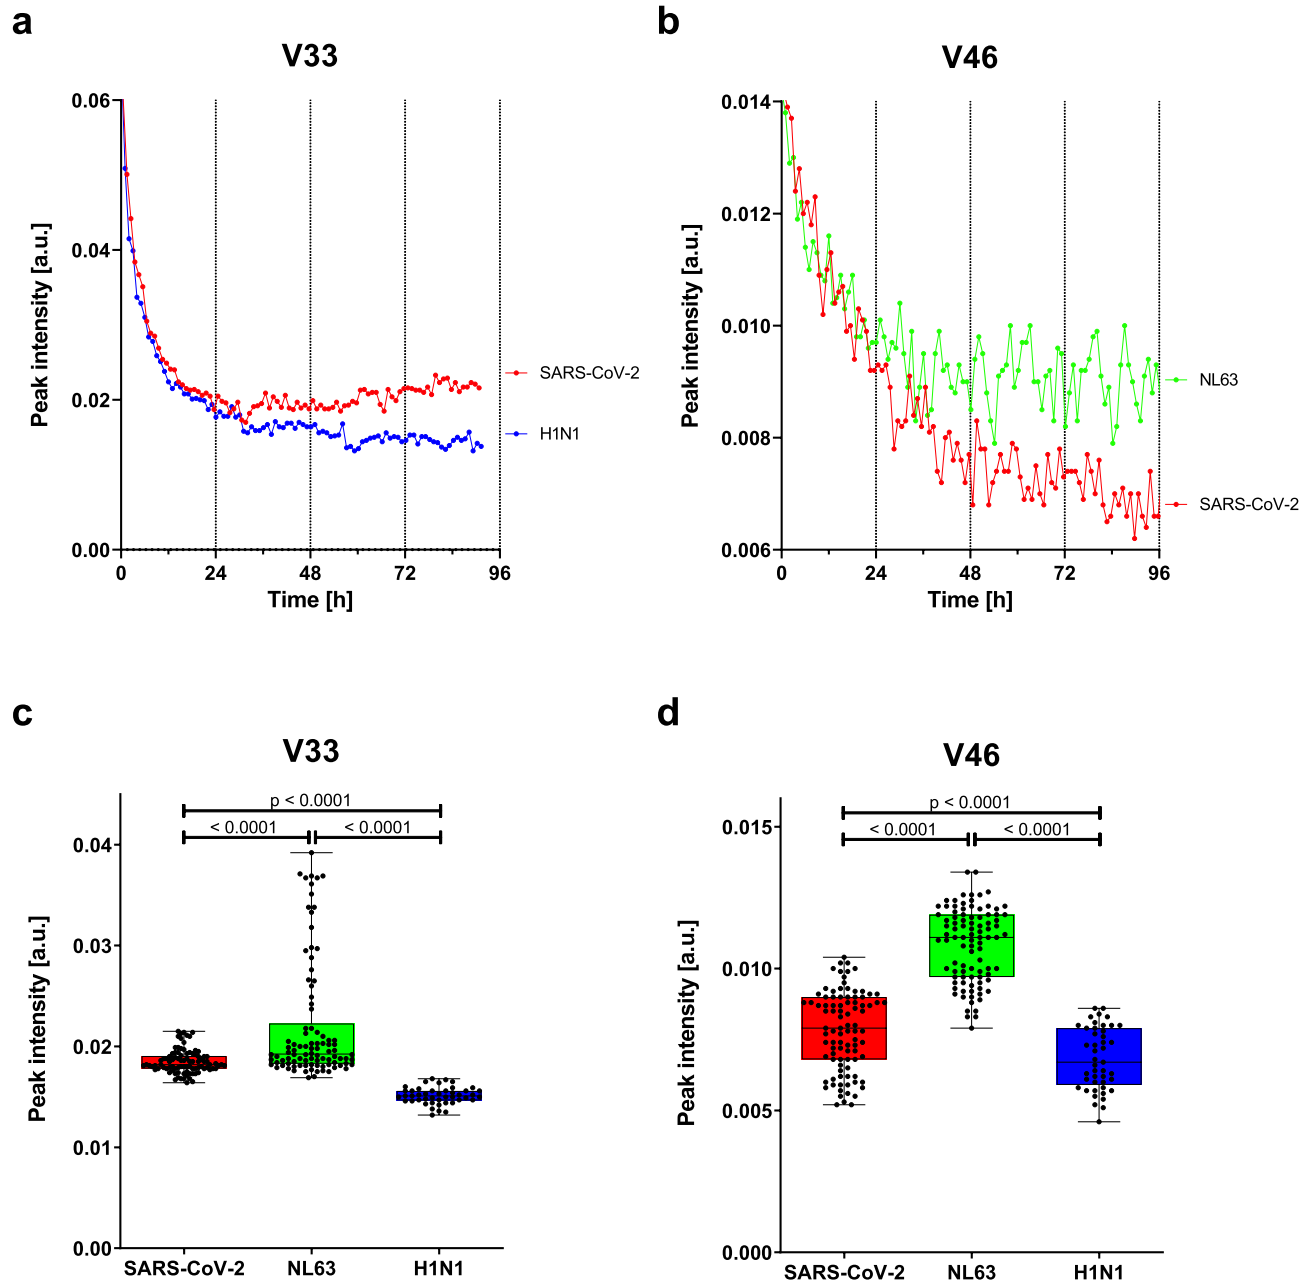 a
V33
0.06
0.04
0.02
0.00
0
24
48
72
96
Peak intensity [a.u.]
Time [h]
SARS-CoV-2
H1N1
b
V46
0.014
0.012
0.010
0.008
0.006
0
24
48
72
96
Peak intensity [a.u.]
Time [h]
NL63
SARS-CoV-2
c
V33
p < 0.0001
< 0.0001
< 0.0001
0.04
0.03
0.02
0.01
0.00
Peak intensity [a.u.]
SARS-CoV-2
NL63
H1N1
d
V46
p < 0.0001
< 0.0001
< 0.0001
0.015
0.010
0.005
0.000
Peak intensity [a.u.]
SARS-CoV-2
NL63
H1N1